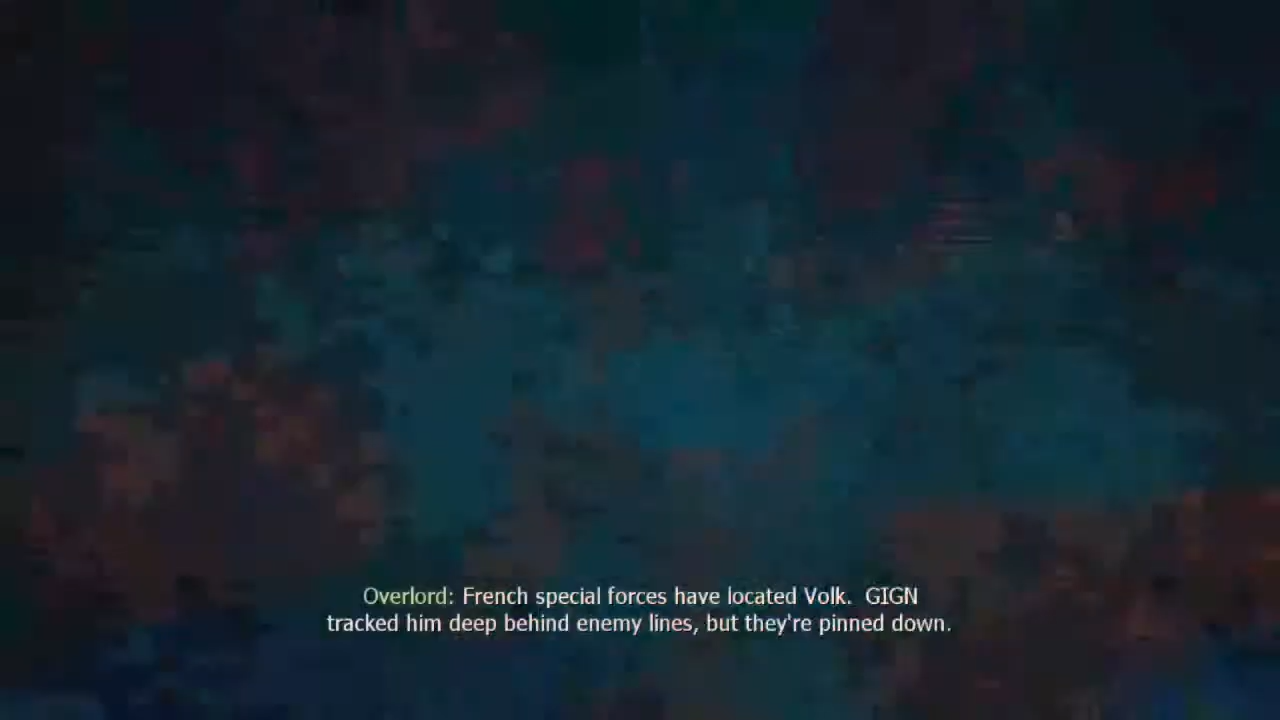 Overlord: French special forces have located Volk.  GIGN
tracked him deep behind enemy lines, but they're pinned down.